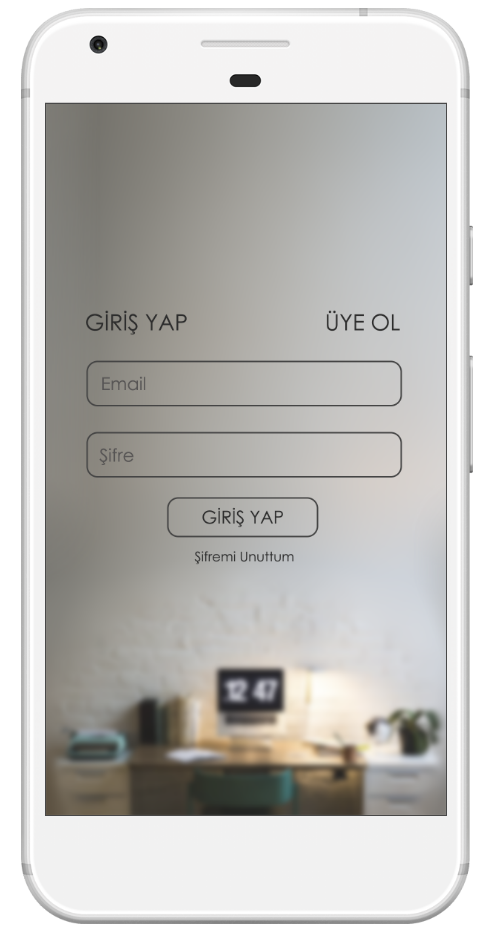 GİRİŞ YAP ÜYE OL
Email
Şifre
GİRİŞ YAP
Şifremi Unuttum
12 47